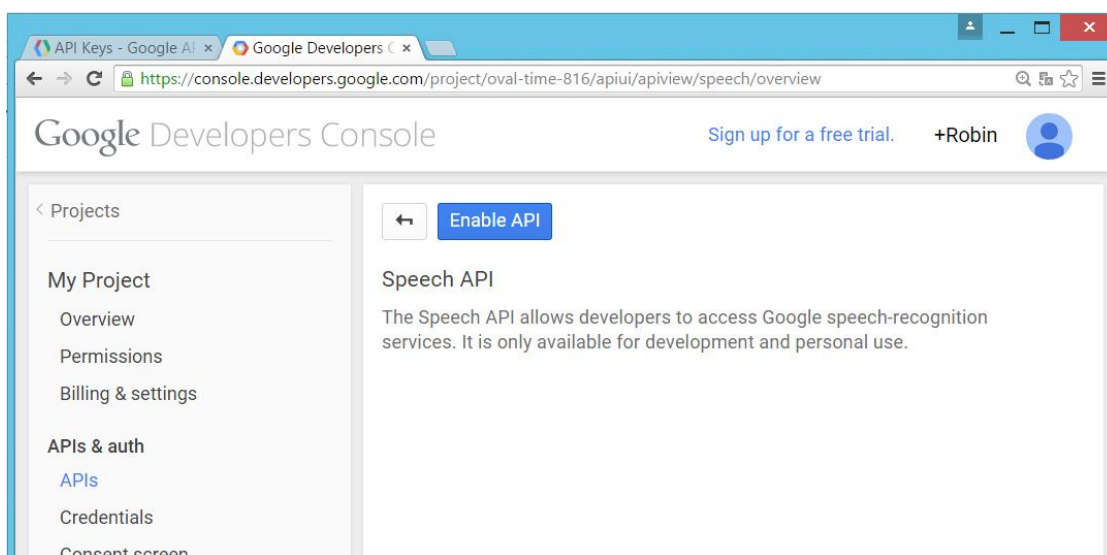 API Keys - Google AP
Google Developers C
https://console.developers.google.com/project/oval-time-816/apiui/apiview/speech/overview
Google Developers Console
Sign up for a free trial.
+Robin
Projects
Enable API
My Project
Speech API
Overview
The Speech API allows developers to access Google speech-recognition
services. It is only available for development and personal use.
Permissions
Billing & settings
APIs & auth
APIs
Credentials
Consent screen